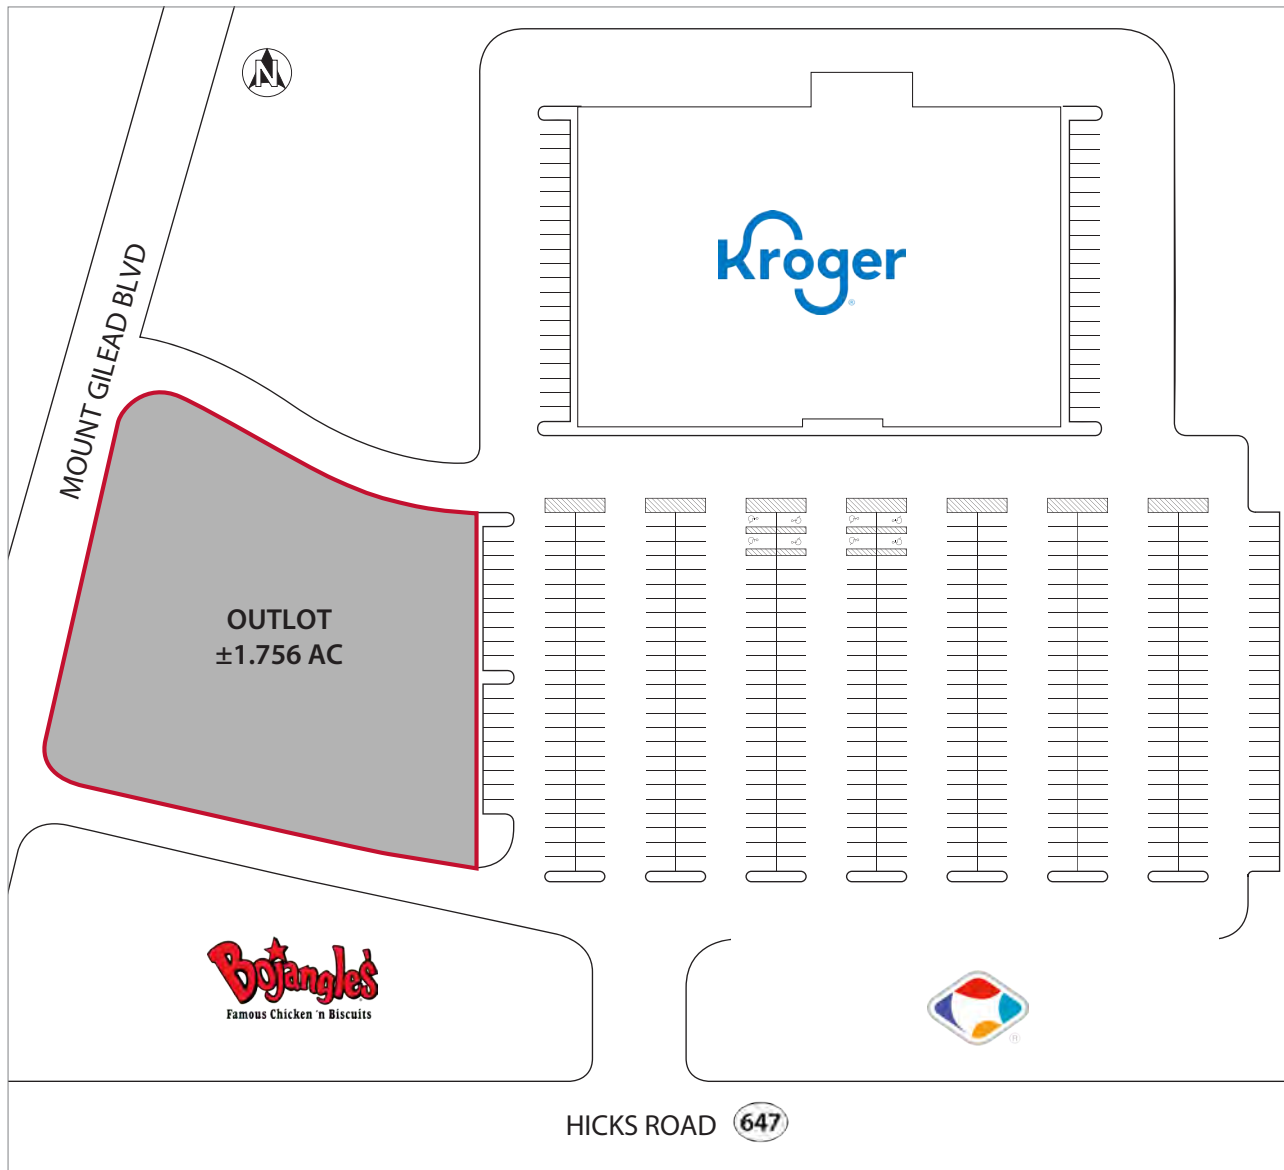 N
Kroger
®
MOUNT GILEAD BLVD
OUTLOT
±1.756 AC
Bojangles'
Famous Chicken 'n Biscuits
®
HICKS ROAD 647